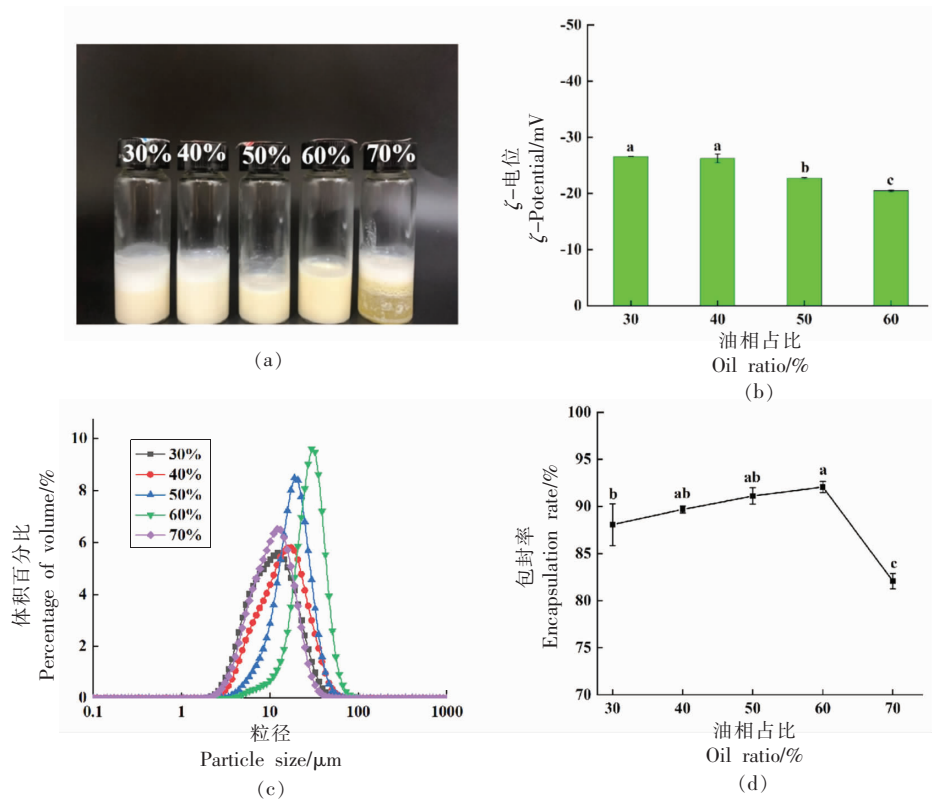 30% 40% 50% 60% 70%
(a)
-50
-40
-30
-20
-10
0
ζ-电位
ζ-Potential/mV
a a b c
30 40 50 60
油相占比
Oil ratio/%
(b)
10
8
6
4
2
0
体积百分比
Percentage of volume/%
30%
40%
50%
60%
70%
0.1 1 10 100 1000
粒径
Particle size/μm
(c)
100
95
90
85
80
75
70
包封率
Encapsulation rate/%
b ab ab a c
30 40 50 60 70
油相占比
Oil ratio/%
(d)